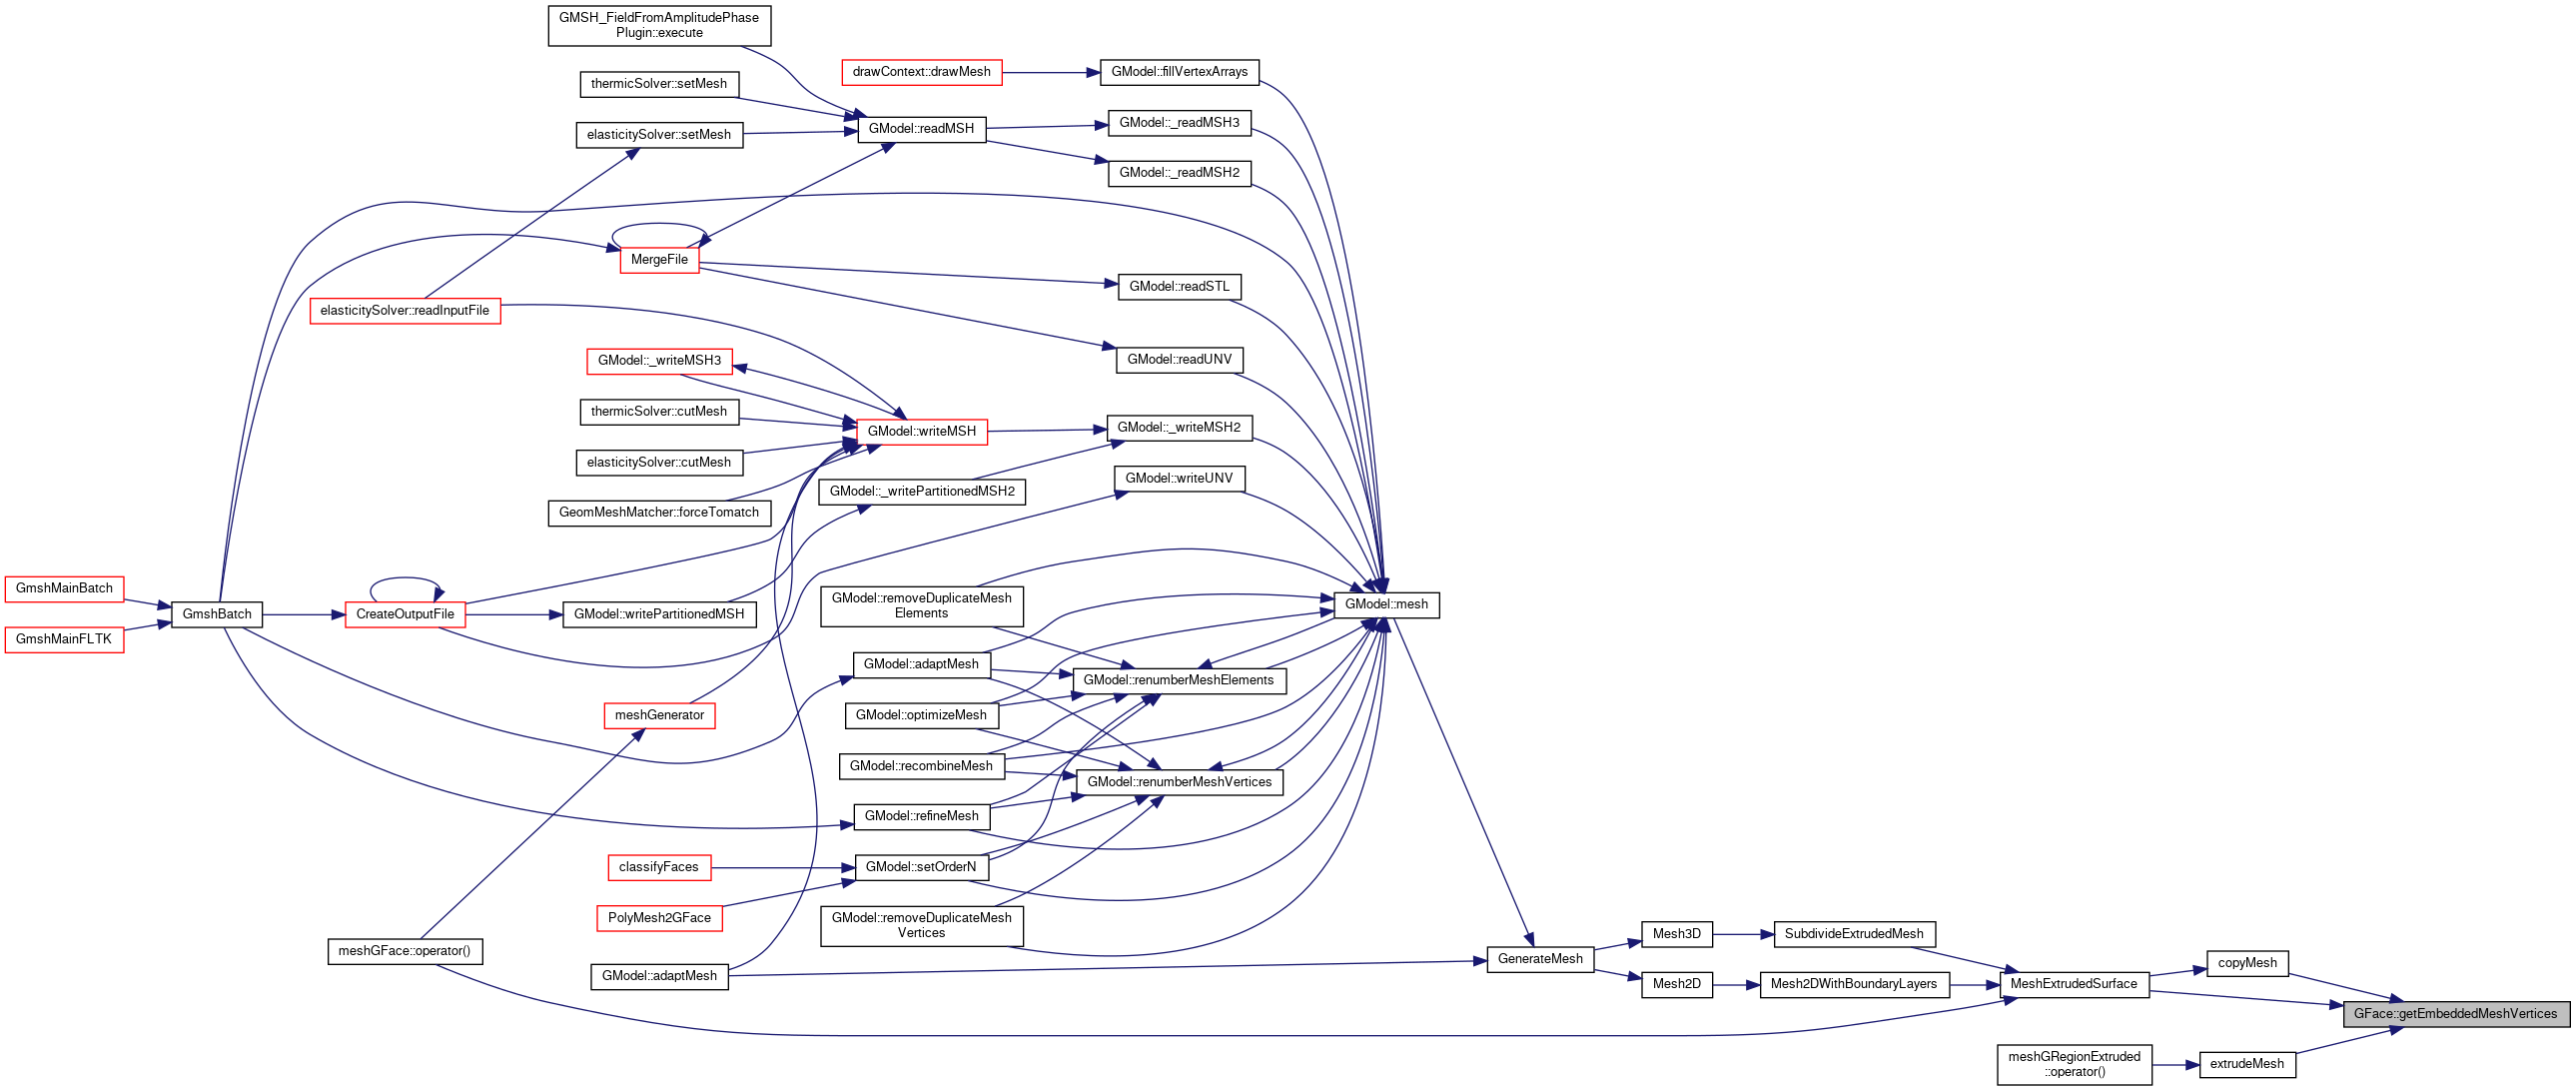 GMSH_FieldFromAmplitudePhase
Plugin::execute
drawContext::drawMesh
GModel::fillVertexArrays
thermicSolver::setMesh
elasticitySolver::setMesh
GModel::readMSH
GModel::_readMSH3
GModel::_readMSH2
MergeFile
GModel::readSTL
elasticitySolver::readInputFile
GModel::_writeMSH3
GModel::readUNV
thermicSolver::cutMesh
GModel::writeMSH
GModel::_writeMSH2
elasticitySolver::cutMesh
GModel::writeUNV
GeomMeshMatcher::forceTomatch
GModel::_writePartitionedMSH2
GmshMainBatch
GmshMainFLTK
GmshBatch
CreateOutputFile
GModel::writePartitionedMSH
GModel::removeDuplicateMesh
Elements
GModel::mesh
GModel::adaptMesh
GModel::renumberMeshElements
meshGenerator
GModel::optimizeMesh
GModel::recombineMesh
GModel::renumberMeshVertices
GModel::refineMesh
classifyFaces
GModel::setOrderN
PolyMesh2GFace
GModel::removeDuplicateMesh
Vertices
meshGFace::operator()
GModel::adaptMesh
GenerateMesh
Mesh3D
SubdivideExtrudedMesh
Mesh2D
Mesh2DWithBoundaryLayers
MeshExtrudedSurface
copyMesh
GFace::getEmbeddedMeshVertices
meshGRegionExtruded
::operator()
extrudeMesh